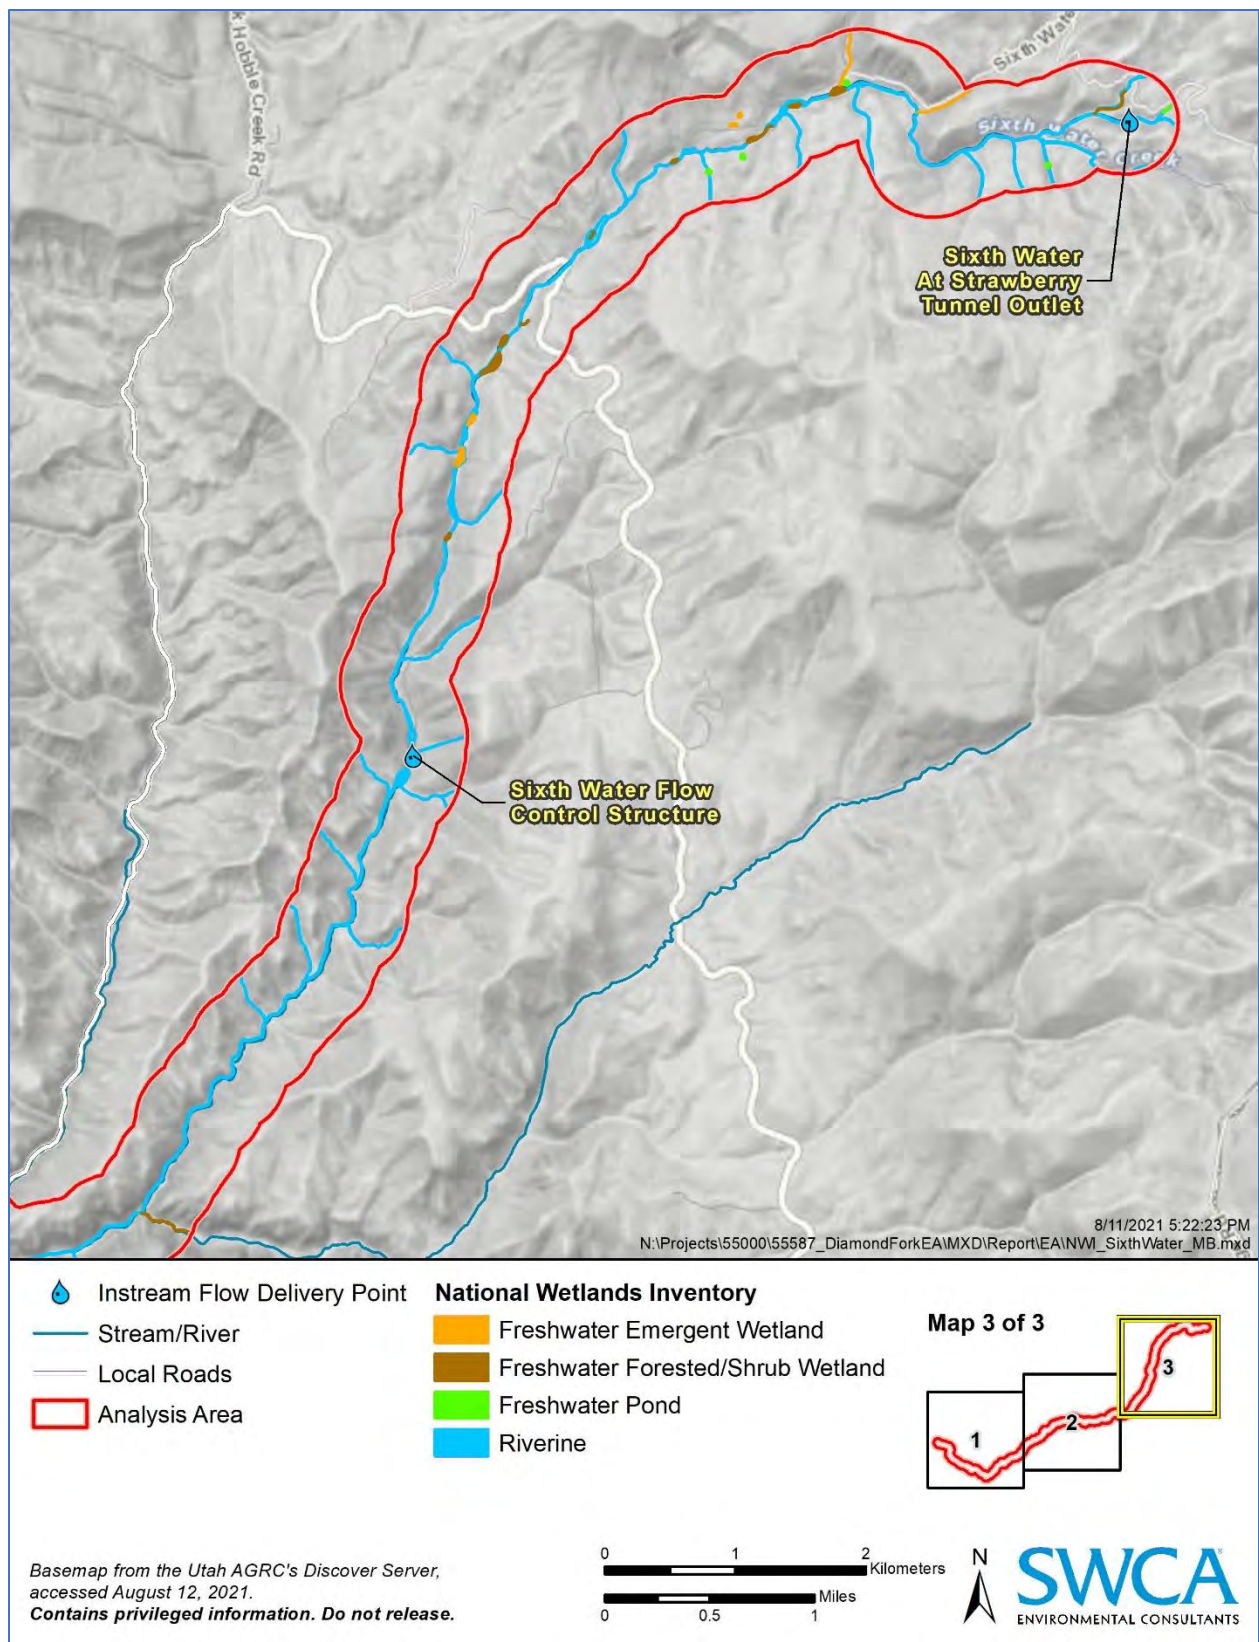 k Hobble Creek Rd
Sixth Wate
Sixth Water Creek
Sixth Water
At Strawberry
Tunnel Outlet
Sixth Water Flow
Control Structure
8/11/2021 5:22:23 PM
N:\Projects\55000\55587_DiamondForkEA\MXD\Report\EA\NWI_SixthWater_MB.mxd
Instream Flow Delivery Point
Stream/River
Local Roads
Analysis Area
National Wetlands Inventory
Freshwater Emergent Wetland
Freshwater Forested/Shrub Wetland
Freshwater Pond
Riverine
Map 3 of 3
1
2
3
Basemap from the Utah AGRC's Discover Server,
accessed August 12, 2021.
Contains privileged information. Do not release.
0 1 2
Kilometers
Miles
0 0.5 1
N
SWCA
ENVIRONMENTAL CONSULTANTS